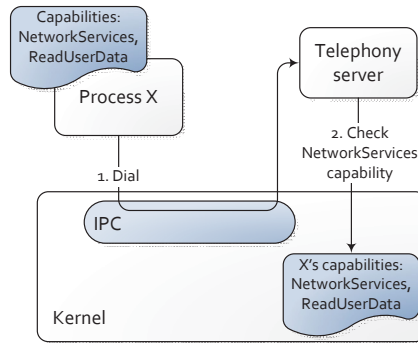 Capabilities:
NetworkServices,
ReadUserData
Process X
Telephony
server
1. Dial
2. Check
NetworkServices
capability
IPC
X's capabilities:
NetworkServices,
ReadUserData
Kernel